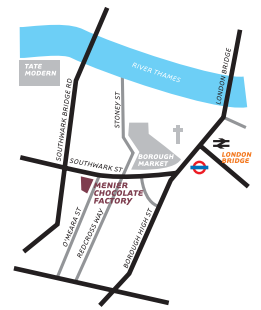 LONDON BRIDGE
RIVER THAMES
TATE
MODERN
SOUTHWARK BRIDGE RD
STONEY ST
BOROUGH
MARKET
LONDON
BRIDGE
SOUTHWARK ST
MENIER
CHOCOLATE
FACTORY
O'MEARA ST
REDCROSS WAY
BOROUGH HIGH ST